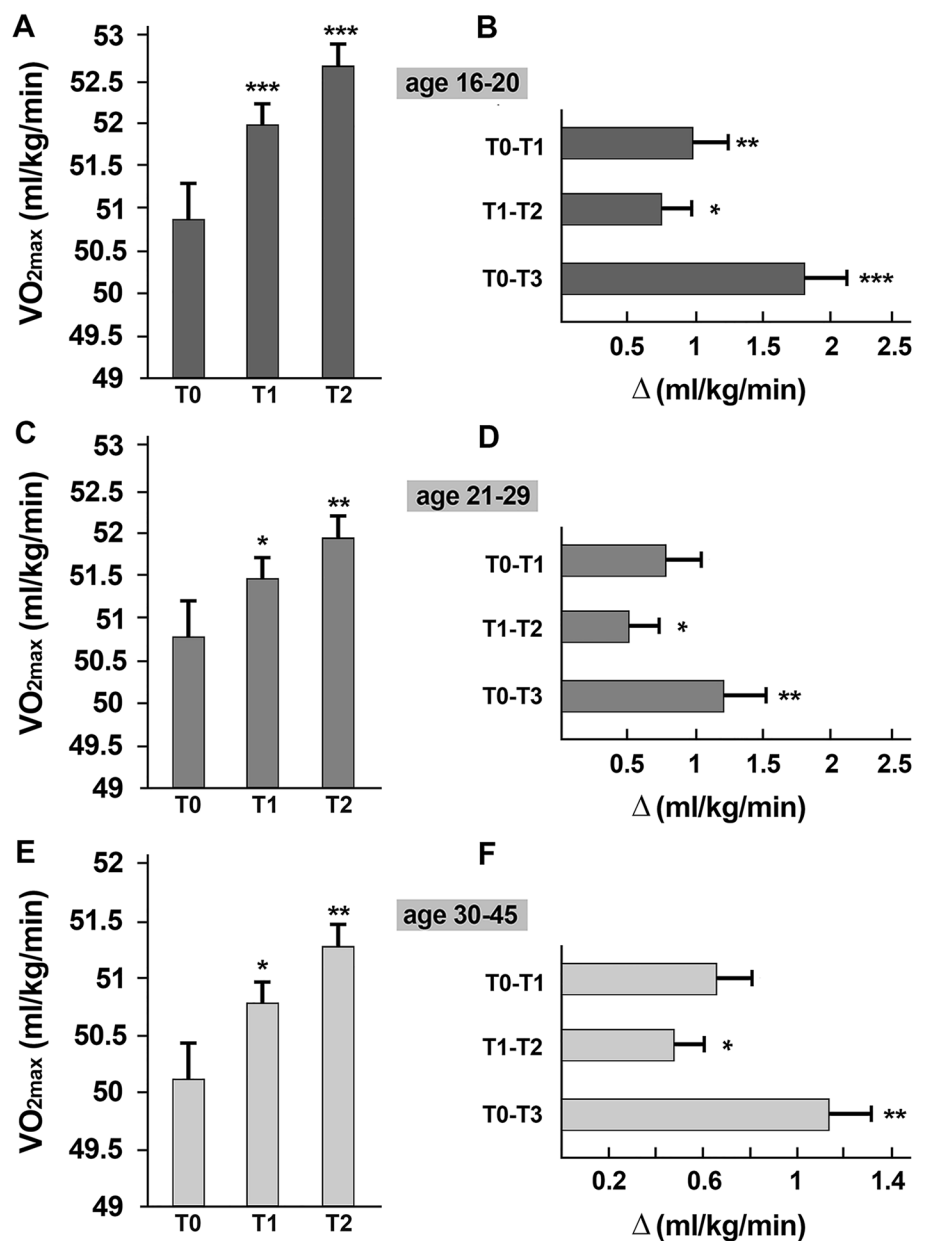 A
VO2max (ml/kg/min)
53
52.5
52
51.5
51
50.5
50
49.5
49
***
***
T0 T1 T2
B
age 16-20
T0-T1
**
T1-T2
*
T0-T3
***
0.5 1 1.5 2 2.5
Δ (ml/kg/min)
C
VO2max (ml/kg/min)
53
52.5
52
51.5
51
50.5
50
49.5
49
*
**
T0 T1 T2
D
age 21-29
T0-T1
T1-T2
*
T0-T3
**
0.5 1 1.5 2 2.5
Δ (ml/kg/min)
E
VO2max (ml/kg/min)
52
51.5
51
50.5
50
49.5
49
*
**
T0 T1 T2
F
age 30-45
T0-T1
T1-T2
*
T0-T3
**
0.2 0.6 1 1.4
Δ (ml/kg/min)